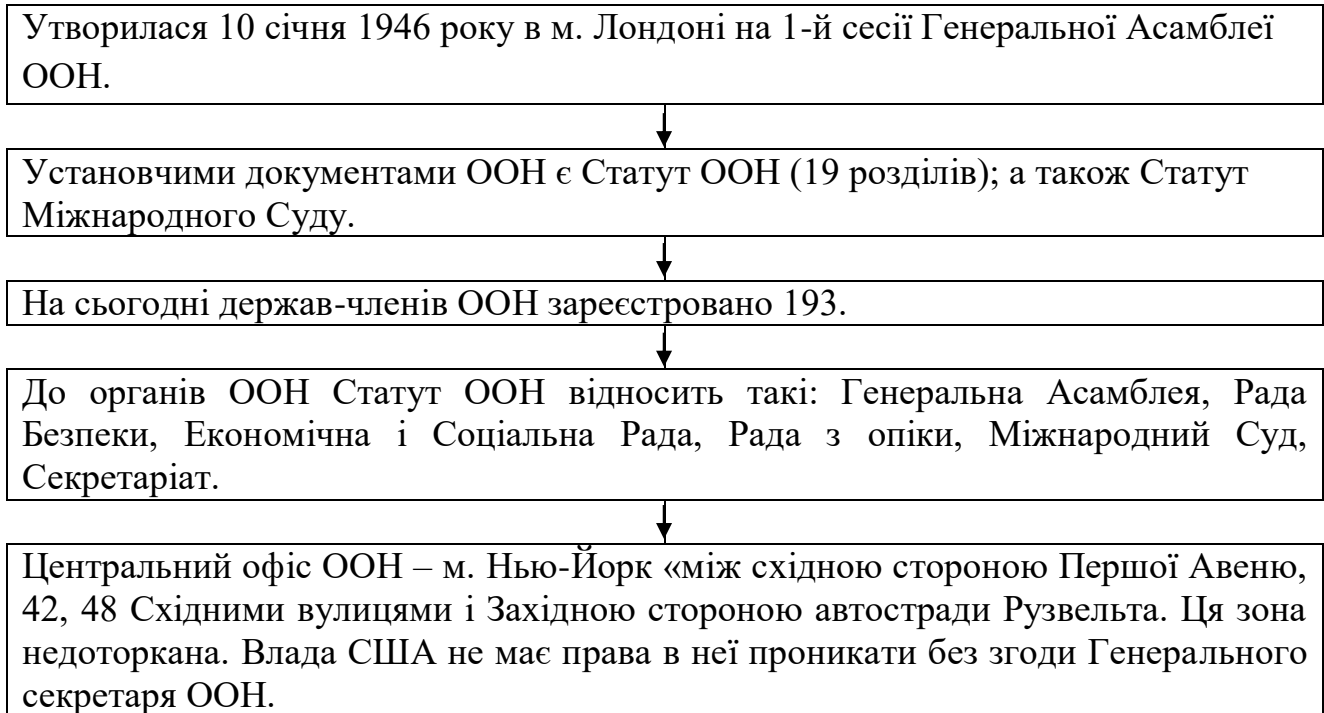 Утворилася 10 січня 1946 року в м. Лондоні на 1-й сесії Генеральної Асамблеї
ООН.
Установчими документами ООН є Статут ООН (19 розділів); а також Статут
Міжнародного Суду.
На сьогодні держав-членів ООН зареєстровано 193.
До органів ООН Статут ООН відносить такі: Генеральна Асамблея, Рада
Безпеки, Економічна і Соціальна Рада, Рада з опіки, Міжнародний Суд,
Секретаріат.
Центральний офіс ООН – м. Нью-Йорк «між східною стороною Першої Авеню,
42, 48 Східними вулицями і Західною стороною автостради Рузвельта. Ця зона
недоторкана. Влада США не має права в неї проникати без згоди Генерального
секретаря ООН.